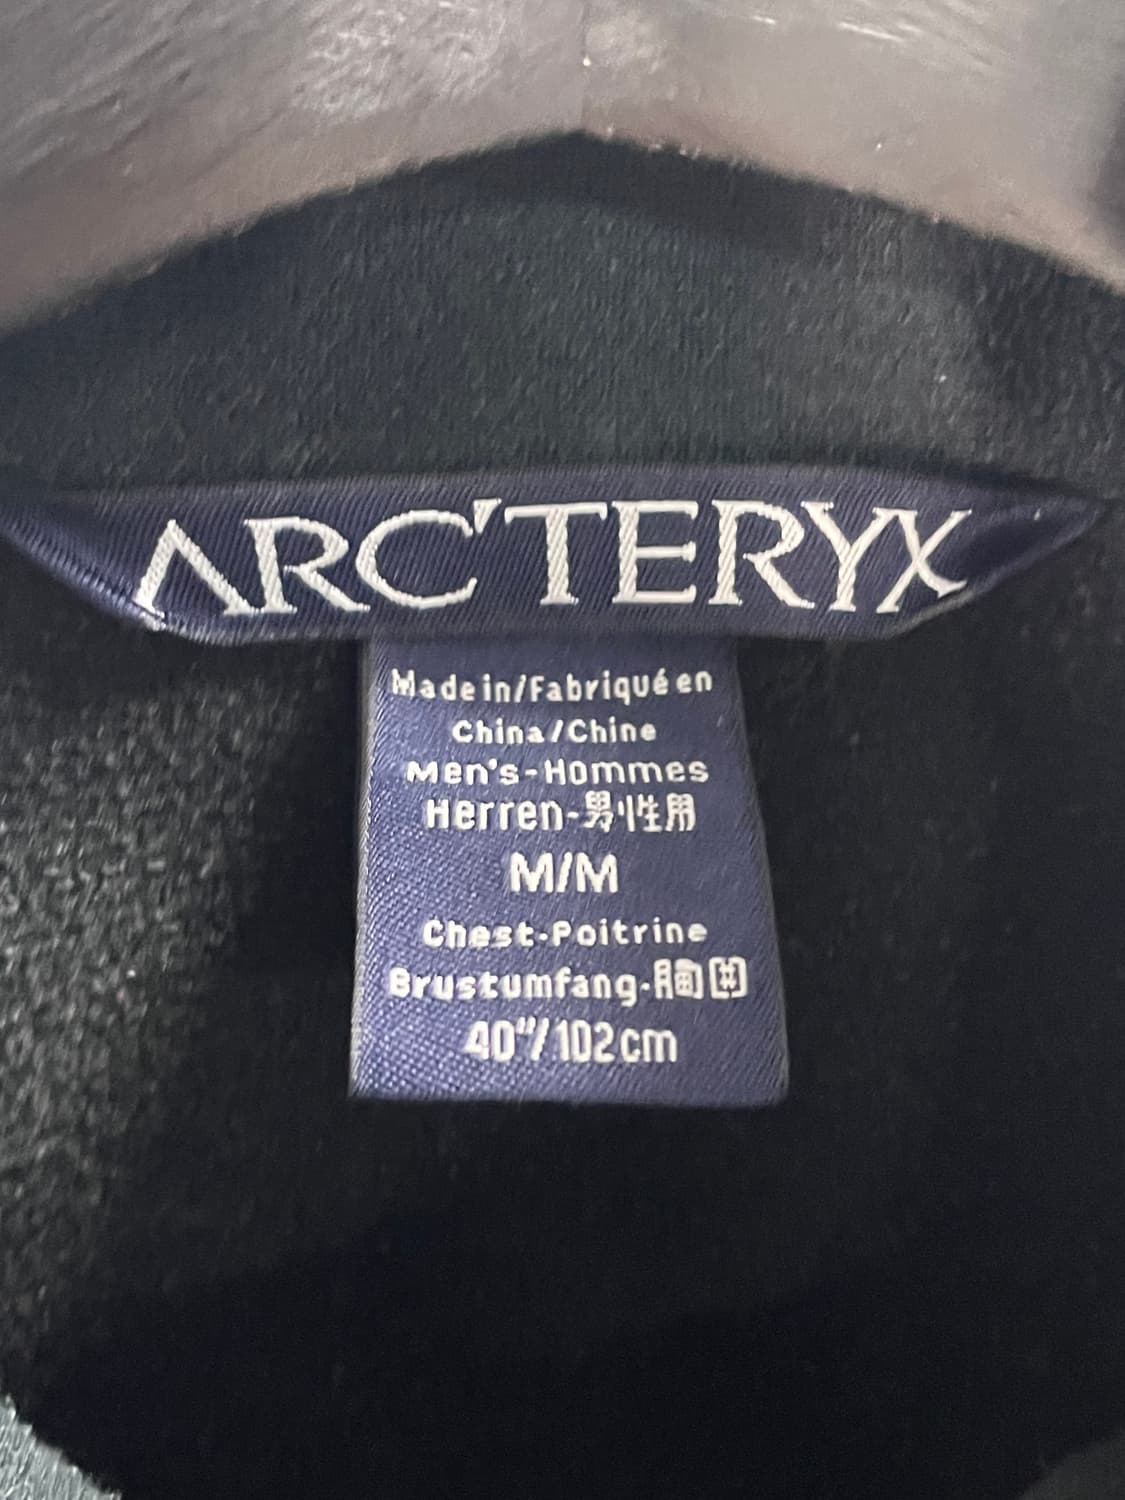 ARC'TERYX
Made in/Fabriqué en
China/Chine
Men's-Hommes
Herren-男性用
M/M
Chest-Poitrine
Brustumfang-胸囲
40"/102cm